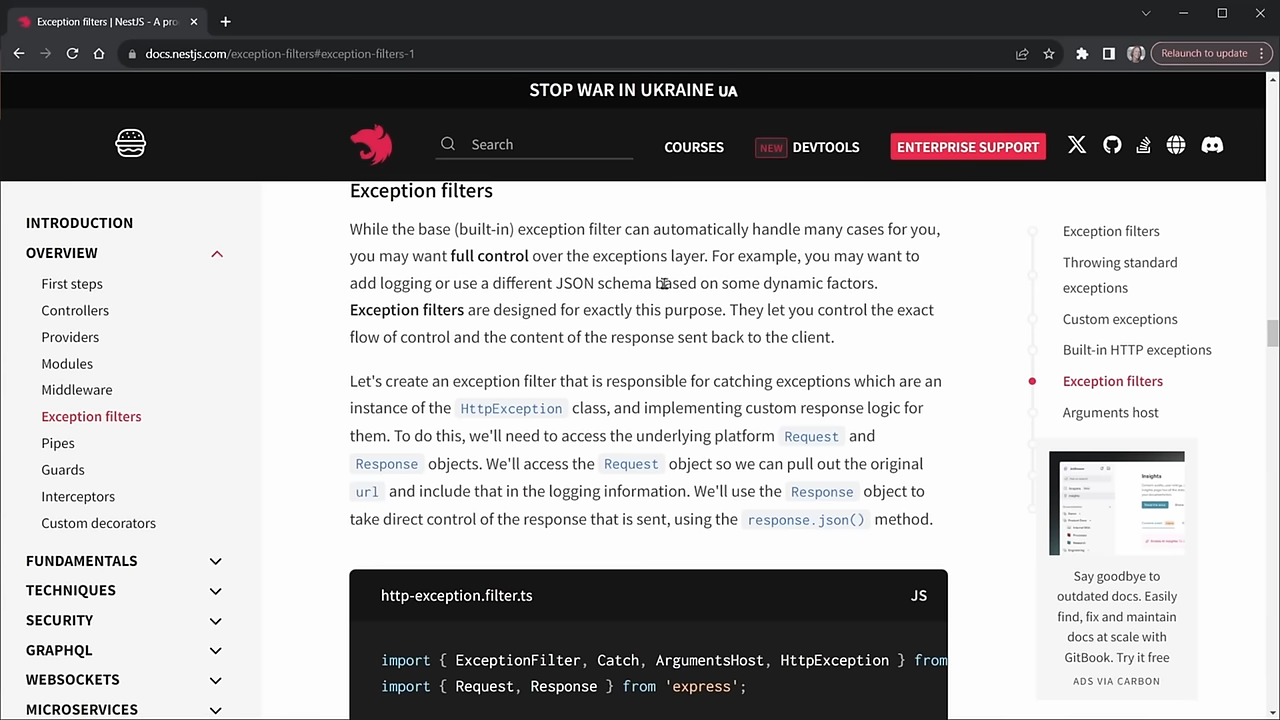 Exception filters | NestJS - A pro
docs.nestjs.com/exception-filters#exception-filters-1
Relaunch to update
STOP WAR IN UKRAINE UA
Search
COURSES
NEW DEVTOOLS
ENTERPRISE SUPPORT
INTRODUCTION
OVERVIEW
First steps
Controllers
Providers
Modules
Middleware
Exception filters
Pipes
Guards
Interceptors
Custom decorators
FUNDAMENTALS
TECHNIQUES
SECURITY
GRAPHQL
WEBSOCKETS
MICROSERVICES
Exception filters
While the base (built-in) exception filter can automatically handle many cases for you,
you may want full control over the exceptions layer. For example, you may want to
add logging or use a different JSON schema based on some dynamic factors.
Exception filters are designed for exactly this purpose. They let you control the exact
flow of control and the content of the response sent back to the client.
Let's create an exception filter that is responsible for catching exceptions which are an
instance of the HttpException class, and implementing custom response logic for
them. To do this, we'll need to access the underlying platform Request and
Response objects. We'll access the Request object so we can pull out the original
url and include that in the logging information. We'll use the Response object to
take direct control of the response that is sent, using the response.json() method.
http-exception.filter.ts
JS
import { ExceptionFilter, Catch, ArgumentsHost, HttpException } from
import { Request, Response } from 'express';
Exception filters
Throwing standard
exceptions
Custom exceptions
Built-in HTTP exceptions
Exception filters
Arguments host
Insights
Say goodbye to
outdated docs. Easily
find, fix and maintain
docs at scale with
GitBook. Try it free
ADS VIA CARBON